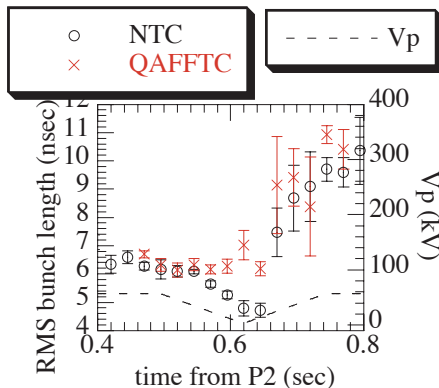 NTC
QAFFTC
Vp
12
11
10
9
8
7
6
5
4
RMS bunch length (nsec)
400
300
200
100
0
Vp (kV)
0.4
0.6
0.8
time from P2 (sec)